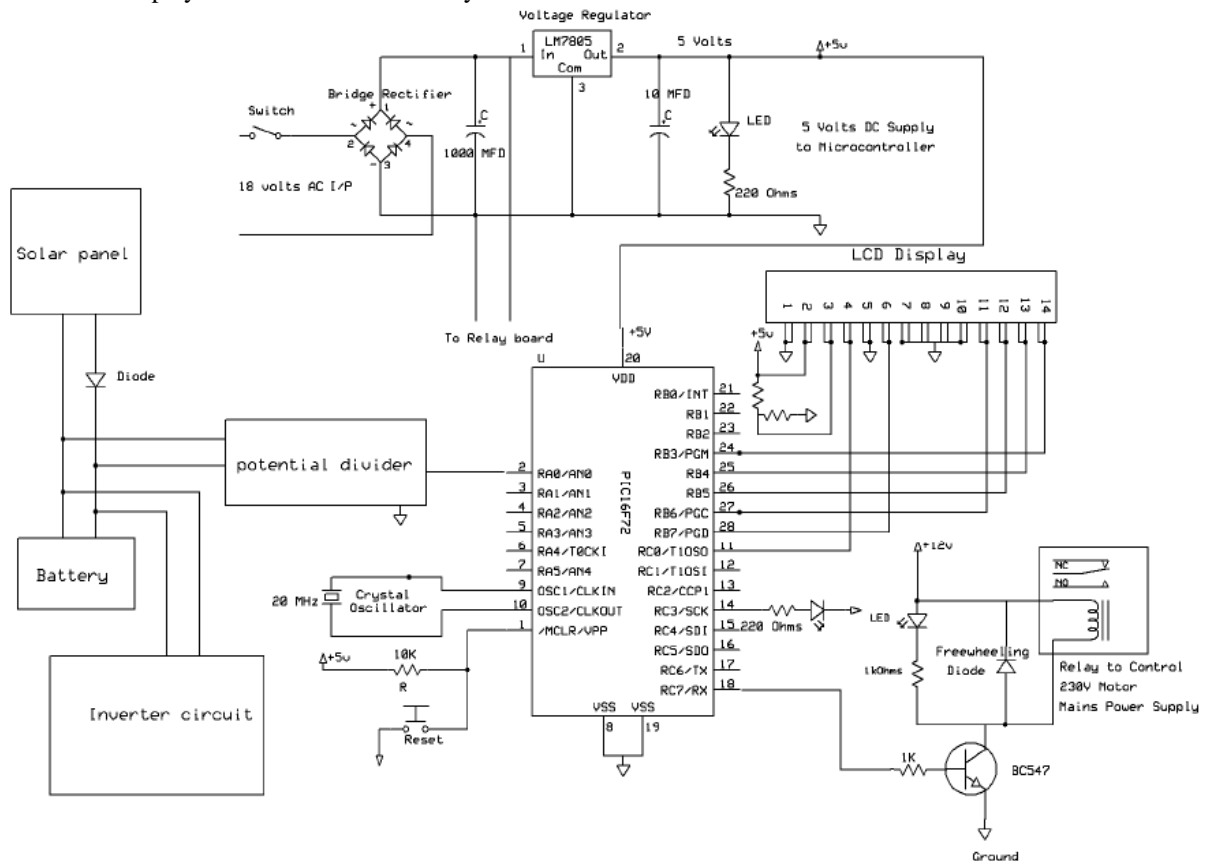 Voltage Regulator
LM7805
In
Out
Com
1
2
3
5 Volts
+5v
Bridge Rectifier
Switch
+
1
~
~
2
4
-
3
C
1000 MFD
10 MFD
C
LED
220 Ohms
5 Volts DC Supply
to Microcontroller
18 volts AC I/P
To Relay board
Solar panel
Diode
potential divider
Battery
Inverter circuit
LCD Display
1 2 3 4 5 6 7 8 9 10 11 12 13 14
+5v
+5V
U
20
VDD
PIC16F72
2 RA0/AN0
3 RA1/AN1
4 RA2/AN2
5 RA3/AN3
6 RA4/T0CKI
7 RA5/AN4
9 OSC1/CLKIN
10 OSC2/CLKOUT
1 /MCLR/VPP
RB0/INT 21
RB1 22
RB2 23
RB3/PGM 24
RB4 25
RB5 26
RB6/PGC 27
RB7/PGD 28
RC0/T1OSO 11
RC1/T1OSI 12
RC2/CCP1 13
RC3/SCK 14
RC4/SDI 15
RC5/SDO 16
RC6/TX 17
RC7/RX 18
VSS VSS
8 19
20 MHz
Crystal
Oscillator
+5v
10K
R
Reset
220 Ohms
+12V
LED
1kOhms
Freewheeling
Diode
NC
NO
Relay to Control
230V Motor
Mains Power Supply
1K
BC547
Ground